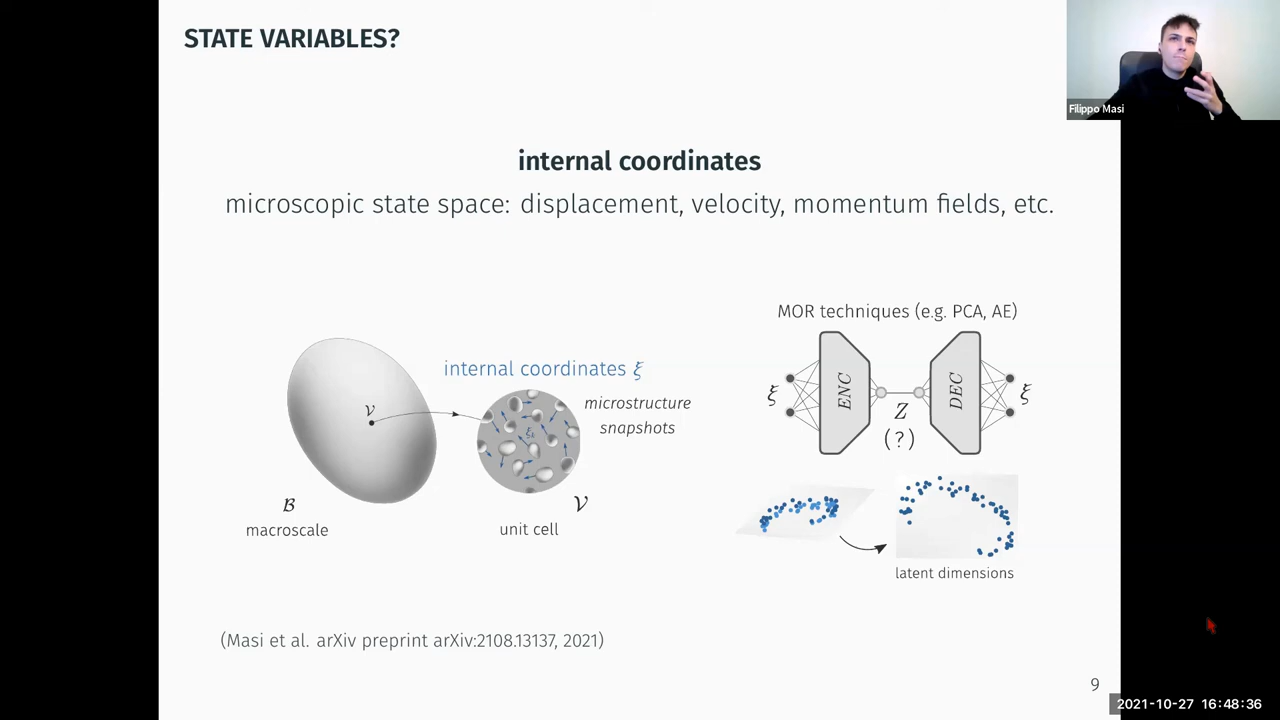 STATE VARIABLES?
Filippo Masi
internal coordinates
microscopic state space: displacement, velocity, momentum fields, etc.
MOR techniques (e.g. PCA, AE)
internal coordinates ξ
microstructure
snapshots
𝒱
ξᵢ
ℬ
macroscale
𝒱
unit cell
ξ
ENC
Z
(?)
DEC
ξ
latent dimensions
(Masi et al. arXiv preprint arXiv:2108.13137, 2021)
9
2021-10-27 16:48:36